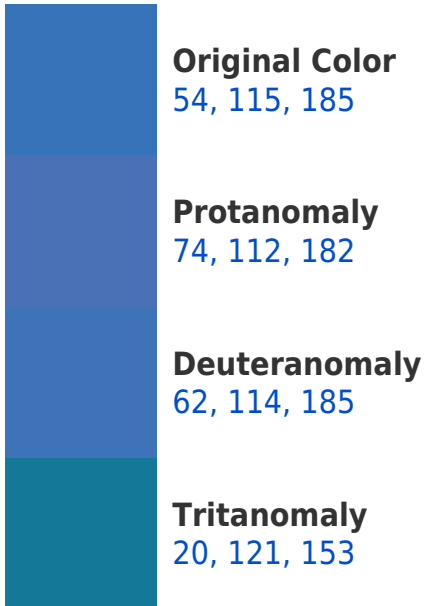 Original Color
54, 115, 185
Protanomaly
74, 112, 182
Deuteranomaly
62, 114, 185
Tritanomaly
20, 121, 153